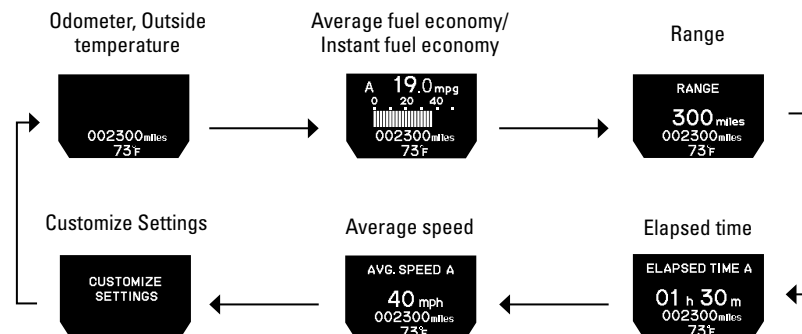 Odometer, Outside
temperature
002300miles
73°F
Average fuel economy/
Instant fuel economy
A 19.0mpg
0 20 40
002300miles
73°F
Range
RANGE
300 miles
002300miles
73°F
Customize Settings
CUSTOMIZE
SETTINGS
Average speed
AVG. SPEED A
40 mph
002300miles
73°F
Elapsed time
ELAPSED TIME A
01 h 30 m
002300miles
73°F